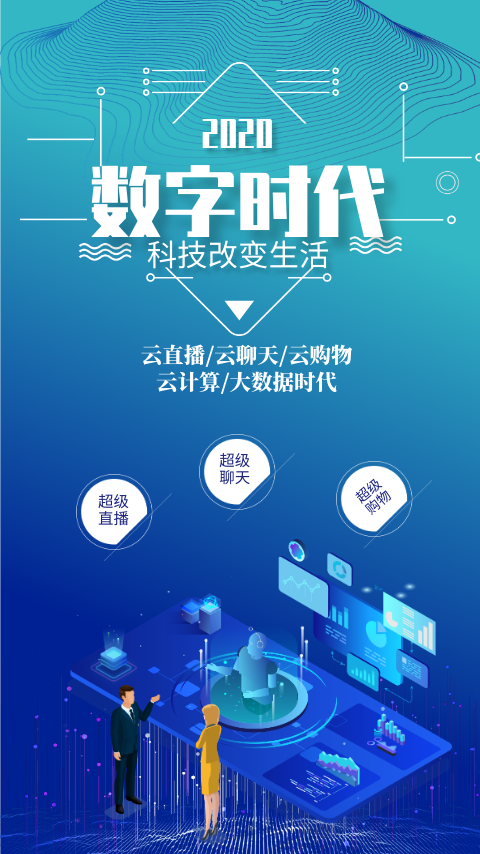 2020
数字时代
科技改变生活
云直播/云聊天/云购物
云计算/大数据时代
超级
聊天
超级
直播
超级
购物